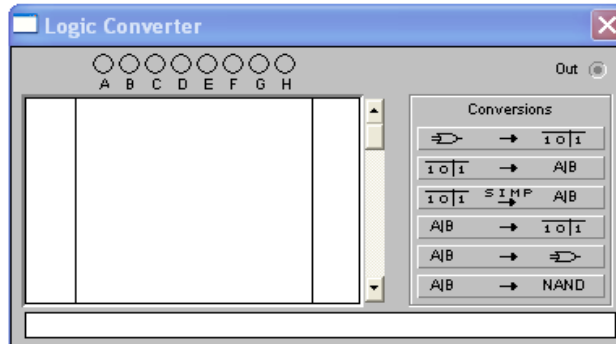 Logic Converter
A B C D E F G H
Out
Conversions
→ 1 0 1
1 0 1 → A|B
1 0 1 SIMP → A|B
A|B → 1 0 1
A|B →
A|B → NAND